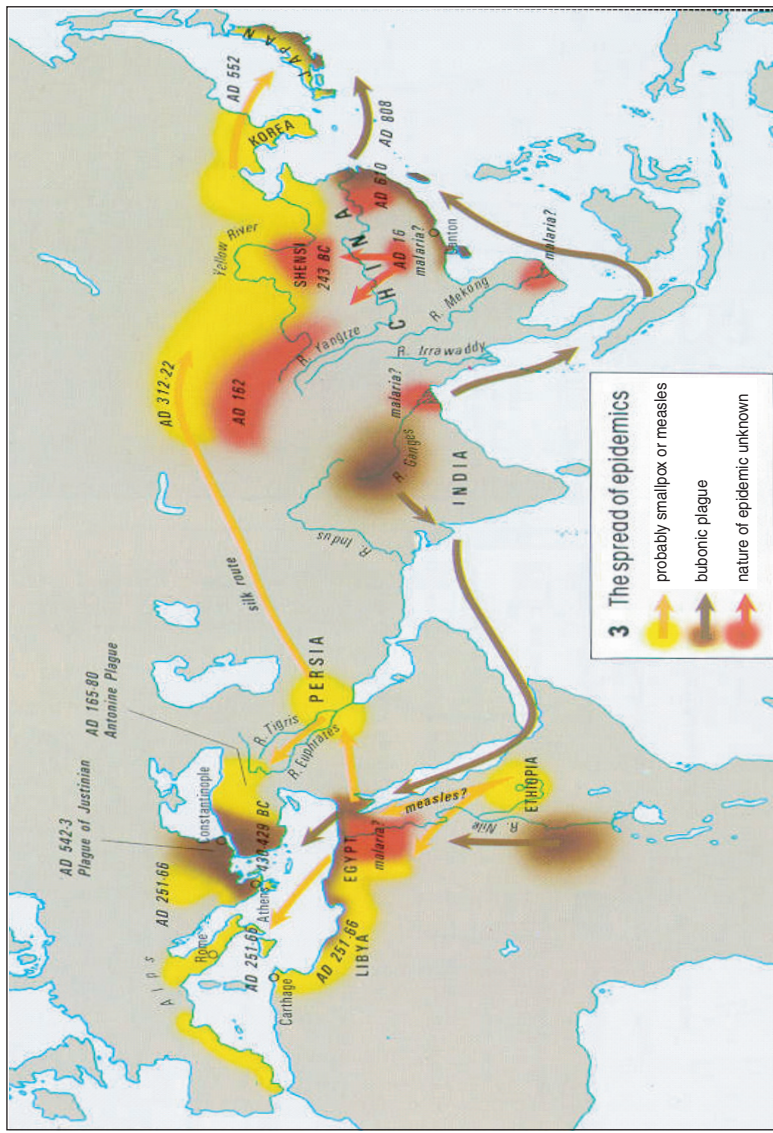 AD 542-3
Plague of Justinian
AD 165-80
Antonine Plague
AD 251-66
Alps
Rome
Constantinople
AD 251-66
Athens
430-429 BC
Carthage
AD 251-66
LIBYA
EGYPT
malaria?
R. Tigris
R. Euphrates
PERSIA
silk route
measles?
R. Nile
ETHIOPIA
AD 312-22
AD 162
Yellow River
SHENSI
243 BC
KOREA
AD 552
JAPAN
AD 808
AD 610
CHINA
AD 16
malaria?
Canton
R. Yangtze
R. Mekong
R. Irrawaddy
malaria?
malaria?
R. Ganges
R. Indus
INDIA
3 The spread of epidemics
probably smallpox or measles
bubonic plague
nature of epidemic unknown